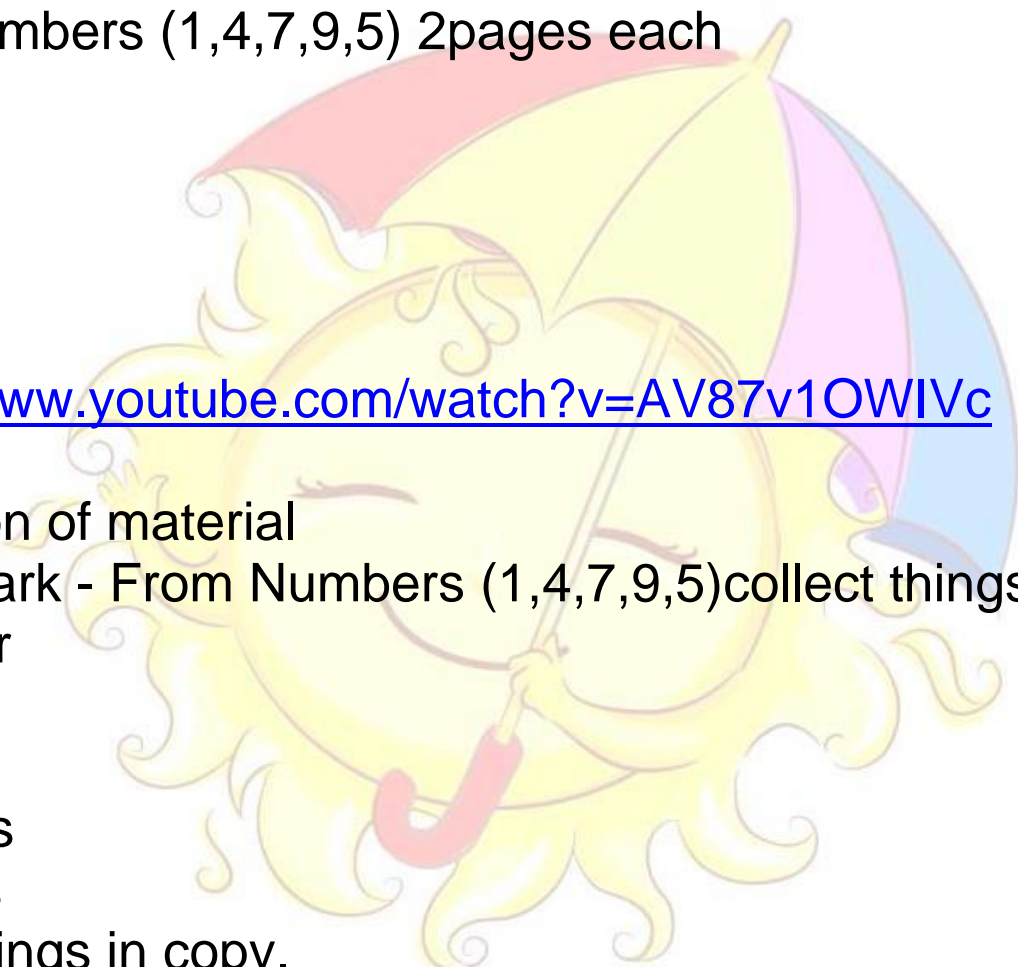 mbers (1,4,7,9,5) 2pages each
ww.youtube.com/watch?v=AV87v1OWIVc
on of material
ark - From Numbers (1,4,7,9,5)collect things
r
s
ings in copy.